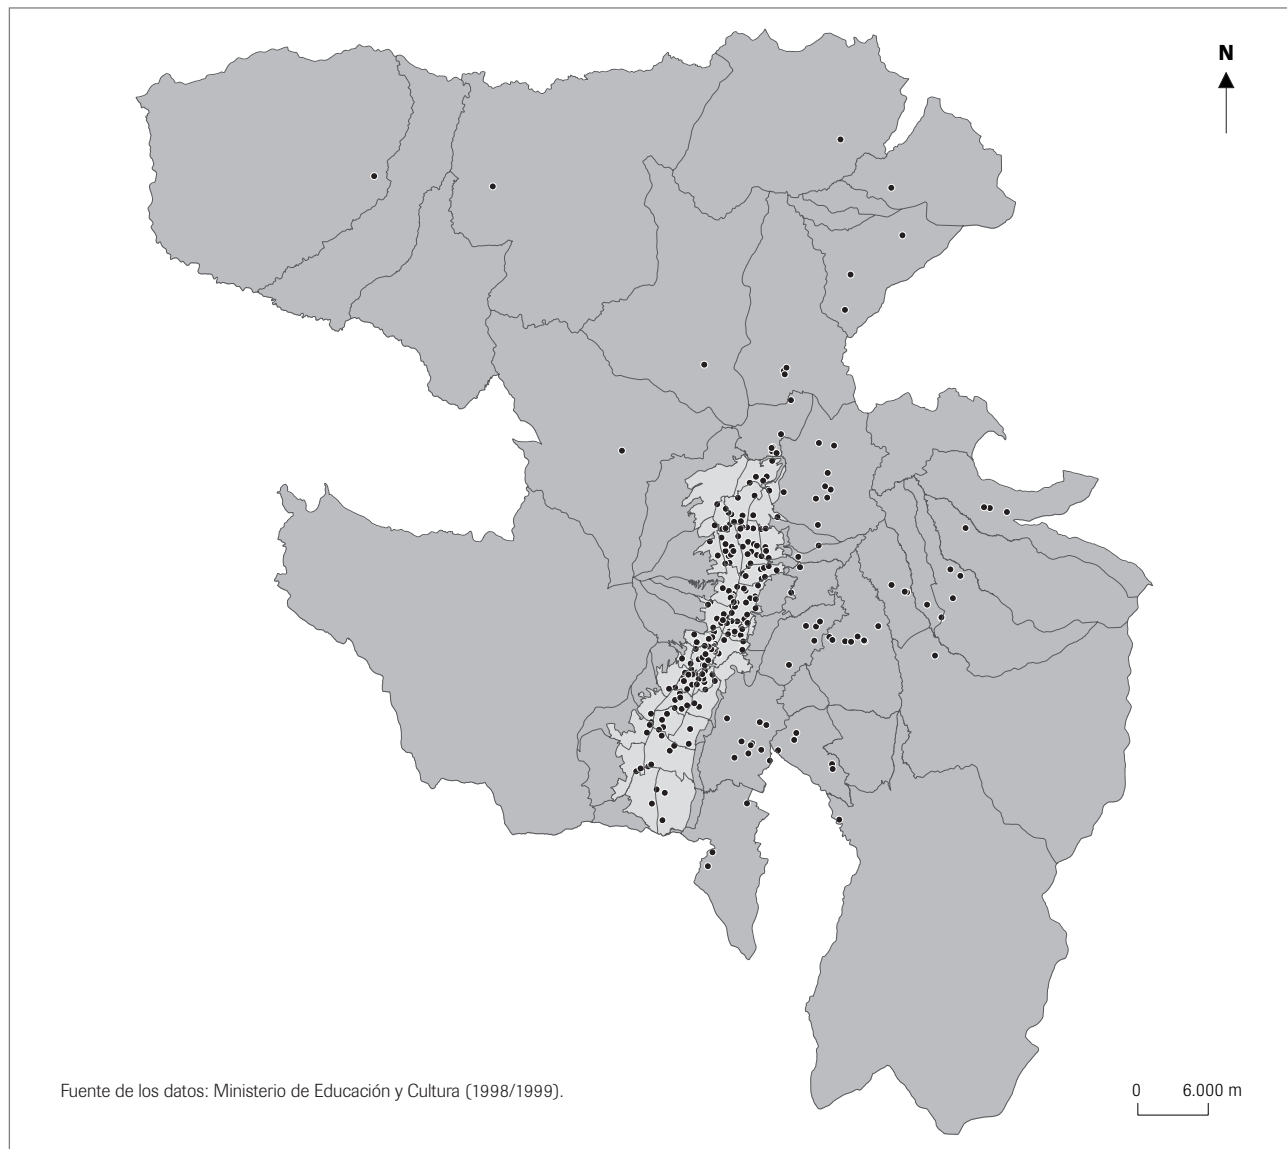 N
Fuente de los datos: Ministerio de Educación y Cultura (1998/1999).
0 6.000 m